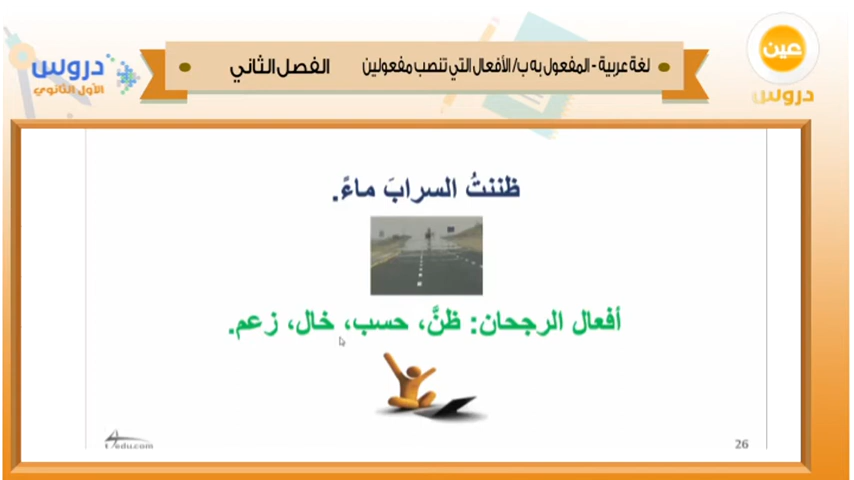 عين
دروس
لغة عربية - المفعول به ب/ الأفعال التي تنصب مفعولين الفصل الثاني
دروس
الأول الثانوي
ظننتُ السرابَ ماءً.
أفعال الرجحان: ظنَّ، حسب، خال، زعم.
26